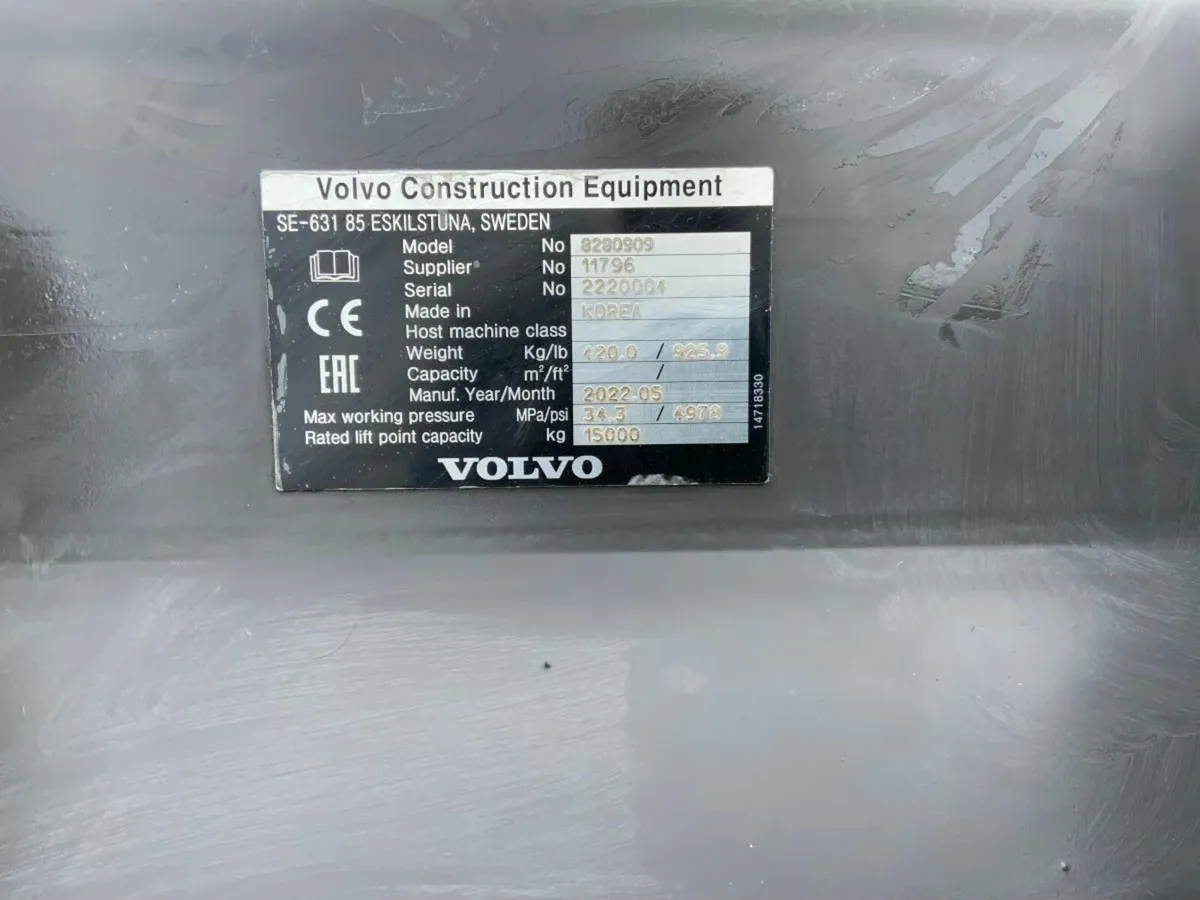 Volvo Construction Equipment
SE-631 85 ESKILSTUNA, SWEDEN
Model No 8280909
Supplier No 11796
Serial No 2220004
Made in KOREA
Host machine class
Weight Kg/lb 420.0 / 925.9
Capacity m²/ft² /
Manuf. Year/Month 2022.05
Max working pressure MPa/psi 34.3 / 4978
Rated lift point capacity kg 15000
CE
EAC
14718330
VOLVO